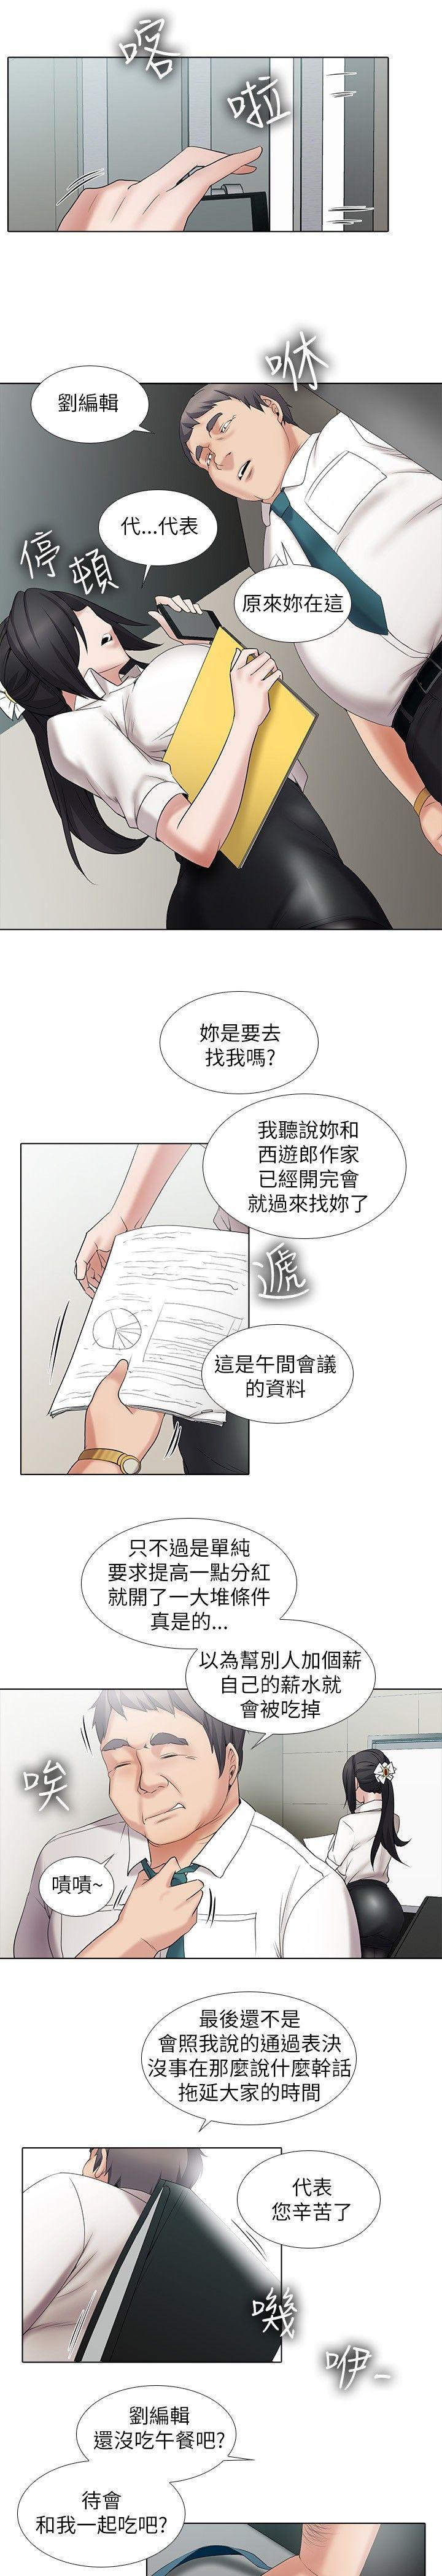 喀
啦
咻
劉編輯
代...代表
停
頓
原來妳在這
妳是要去
找我嗎?
我聽說妳和
西遊郎作家
已經開完會
就過來找妳了
遞
這是午間會議
的資料
只不過是單純
要求提高一點分紅
就開了一大堆條件
真是的...
以為幫別人加個薪
自己的薪水就
會被吃掉
唉
嘖嘖~
最後還不是
會照我說的通過表決
沒事在那麼說什麼幹話
拖延大家的時間
代表
您辛苦了
嘰
咿~
劉編輯
還沒吃午餐吧?
待會
和我一起吃吧?